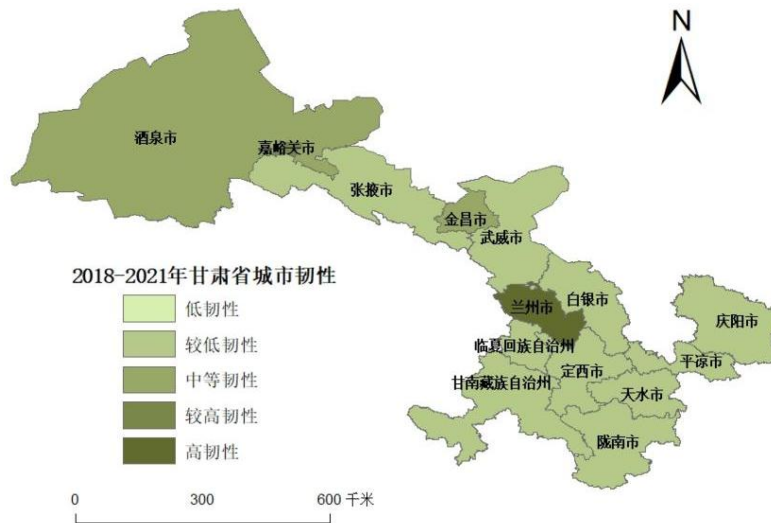 N
酒泉市
嘉峪关市
张掖市
金昌市
武威市
2018-2021年甘肃省城市韧性
低韧性
较低韧性
中等韧性
较高韧性
高韧性
兰州市
白银市
庆阳市
临夏回族自治州
平凉市
定西市
甘南藏族自治州
天水市
陇南市
0 300 600 千米